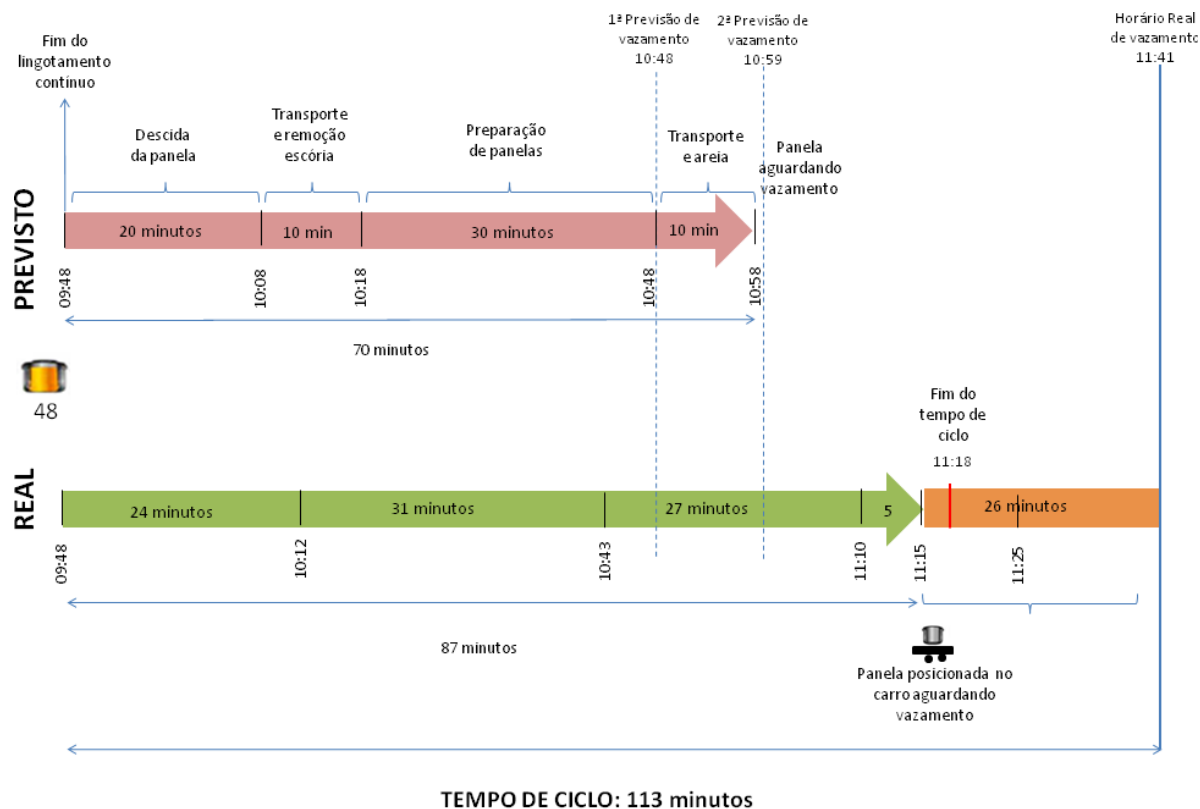 1ª Previsão de
vazamento
10:48
2ª Previsão de
vazamento
10:59
Horário Real
de vazamento
11:41
Fim do
lingotamento
contínuo
Descida
da panela
Transporte
e remoção
escória
Preparação
de panelas
Transporte
e areia
Panela
aguardando
vazamento
PREVISTO
20 minutos
10 min
30 minutos
10 min
09:48
10:08
10:18
10:48
10:58
70 minutos
48
Fim do
tempo de
ciclo
11:18
REAL
24 minutos
31 minutos
27 minutos
5
26 minutos
09:48
10:12
10:43
11:10
11:15
11:25
87 minutos
Panela posicionada no
carro aguardando
vazamento
TEMPO DE CICLO: 113 minutos